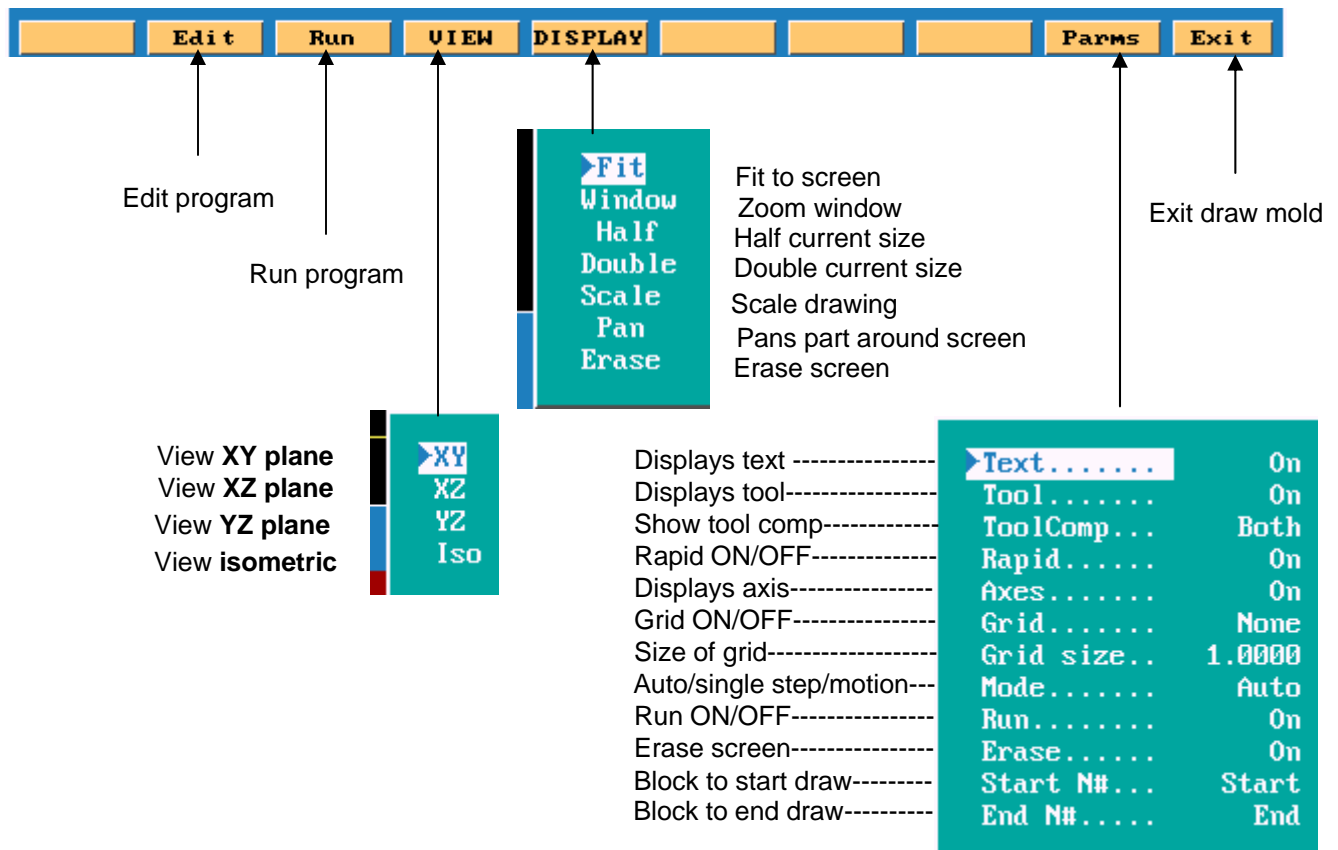 Edit Run VIEW DISPLAY Parms Exit
Edit program
Run program
Exit draw mold
Fit Fit to screen
Window Zoom window
Half Half current size
Double Double current size
Scale Scale drawing
Pan Pans part around screen
Erase Erase screen
View XY plane XY
View XZ plane XZ
View YZ plane YZ
View isometric Iso
Displays text ---------------- Text....... On
Displays tool----------------- Tool....... On
Show tool comp------------- ToolComp... Both
Rapid ON/OFF-------------- Rapid...... On
Displays axis---------------- Axes....... On
Grid ON/OFF---------------- Grid....... None
Size of grid------------------- Grid size.. 1.0000
Auto/single step/motion--- Mode....... Auto
Run ON/OFF---------------- Run........ On
Erase screen---------------- Erase...... On
Block to start draw--------- Start N#... Start
Block to end draw---------- End N#..... End